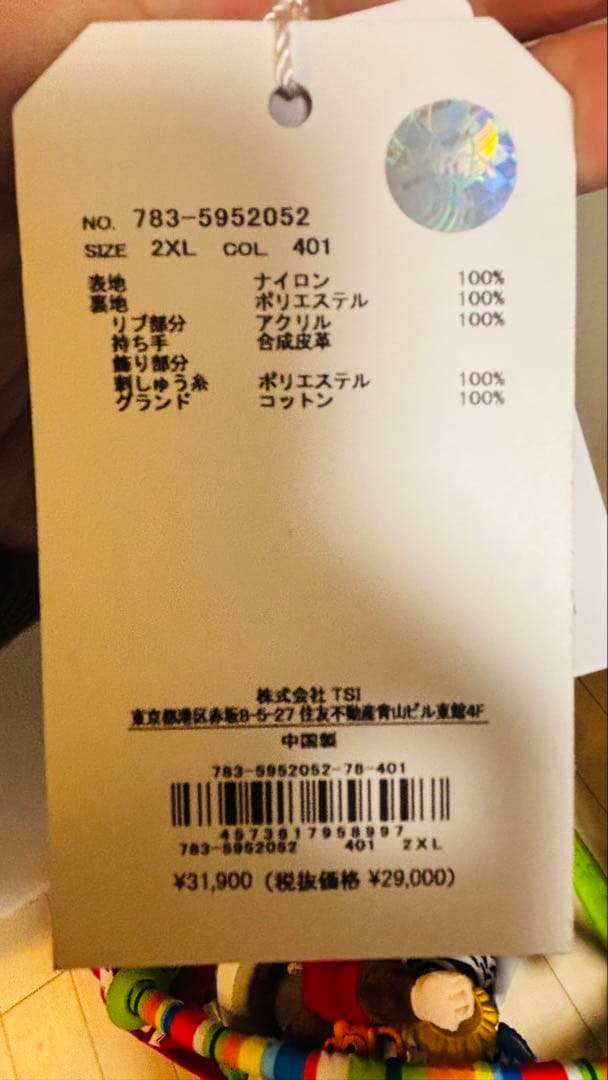 NO. 783-5952052
SIZE 2XL COL 401
表地 ナイロン 100%
裏地 ポリエステル 100%
リブ部分 アクリル 100%
持ち手 合成皮革
飾り部分
刺しゅう糸 ポリエステル 100%
グランド コットン 100%
株式会社 TSI
東京都港区赤坂8-5-27 住友不動産青山ビル東館4F
中国製
783-5952052-78-401
4573617958997
783-5952052 401 2XL
¥31,900 (税抜価格 ¥29,000)